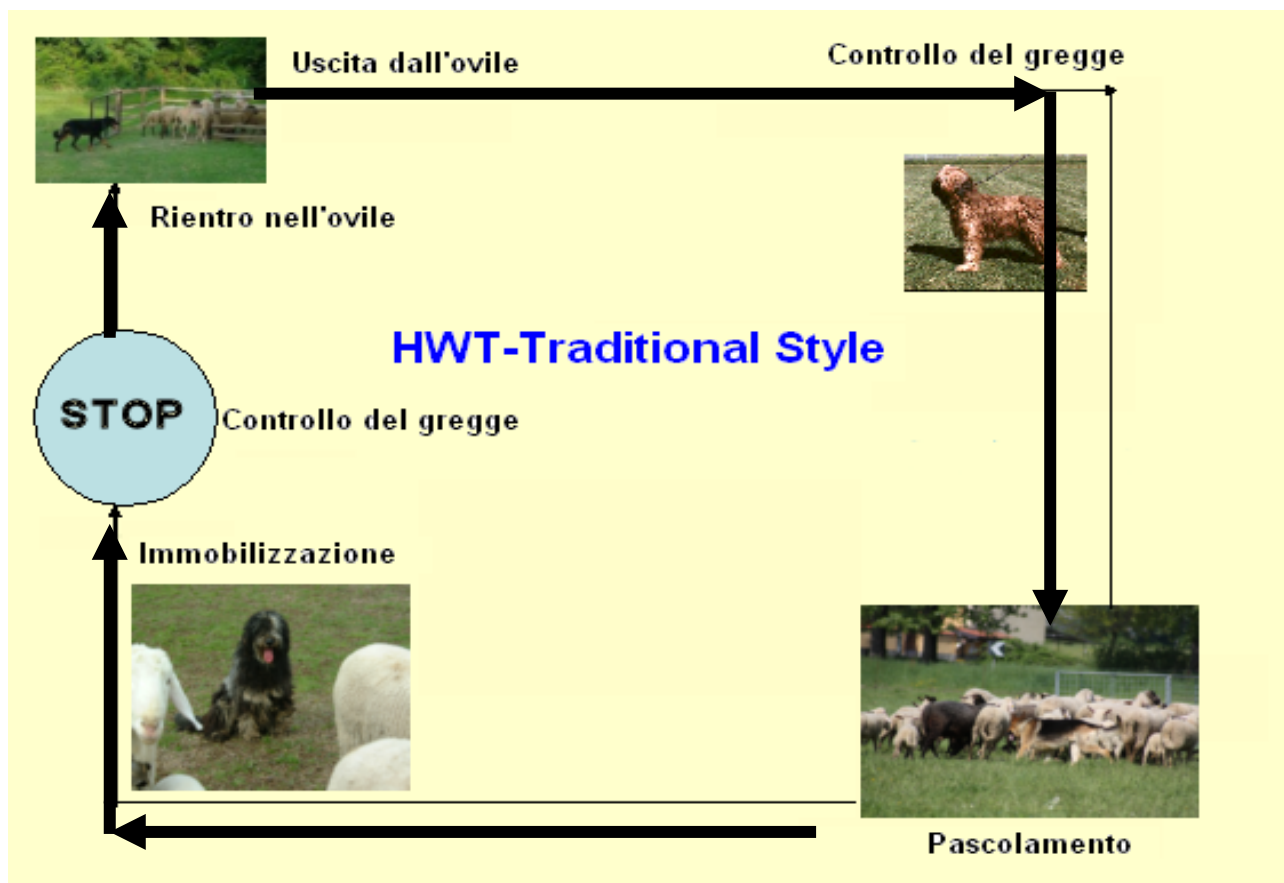 Uscita dall'ovile
Controllo del gregge
Rientro nell'ovile
HWT-Traditional Style
STOP
Controllo del gregge
Immobilizzazione
Pascolamento